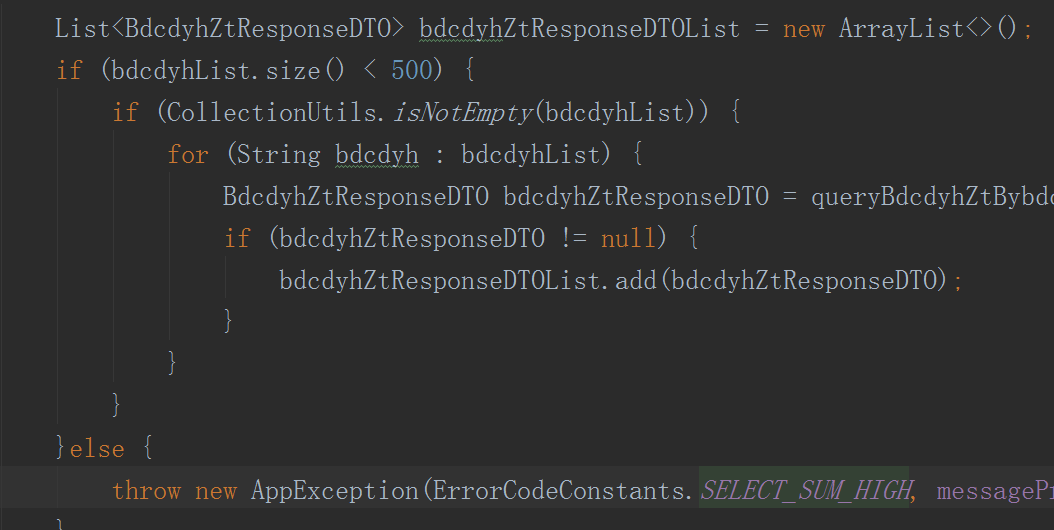 List<BdcdyhZtResponseDTO> bdcdyhZtResponseDTOList = new ArrayList<>();
if (bdcdyhList.size() < 500) {
if (CollectionUtils.isNotEmpty(bdcdyhList)) {
for (String bdcdyh : bdcdyhList) {
BdcdyhZtResponseDTO bdcdyhZtResponseDTO = queryBdcdyhZtBybdc
if (bdcdyhZtResponseDTO != null) {
bdcdyhZtResponseDTOList.add(bdcdyhZtResponseDTO);
}
}
}
}else {
throw new AppException(ErrorCodeConstants.SELECT_SUM_HIGH, messagePr
}